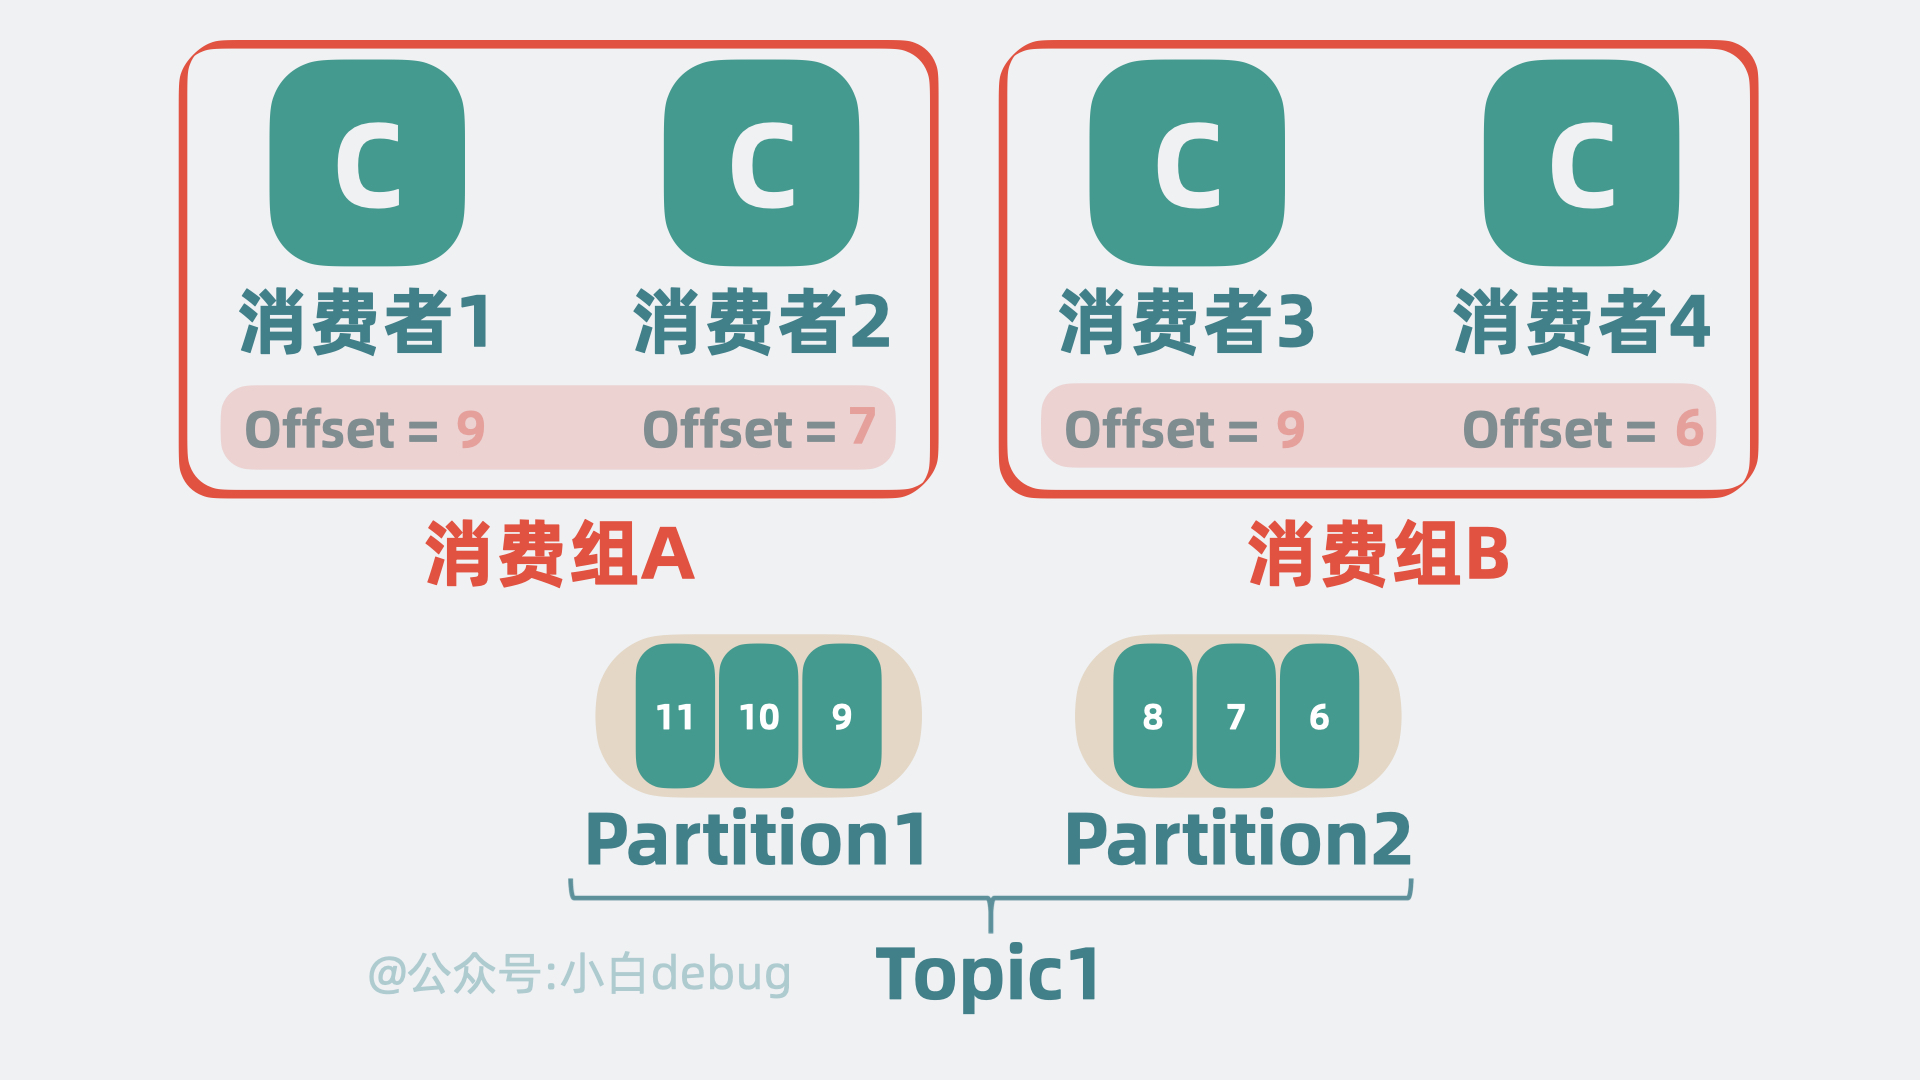 C C C C
消费者1 消费者2 消费者3 消费者4
Offset = 9 Offset = 7 Offset = 9 Offset = 6
消费组A 消费组B
11 10 9 8 7 6
Partition1 Partition2
Topic1
@公众号:小白debug